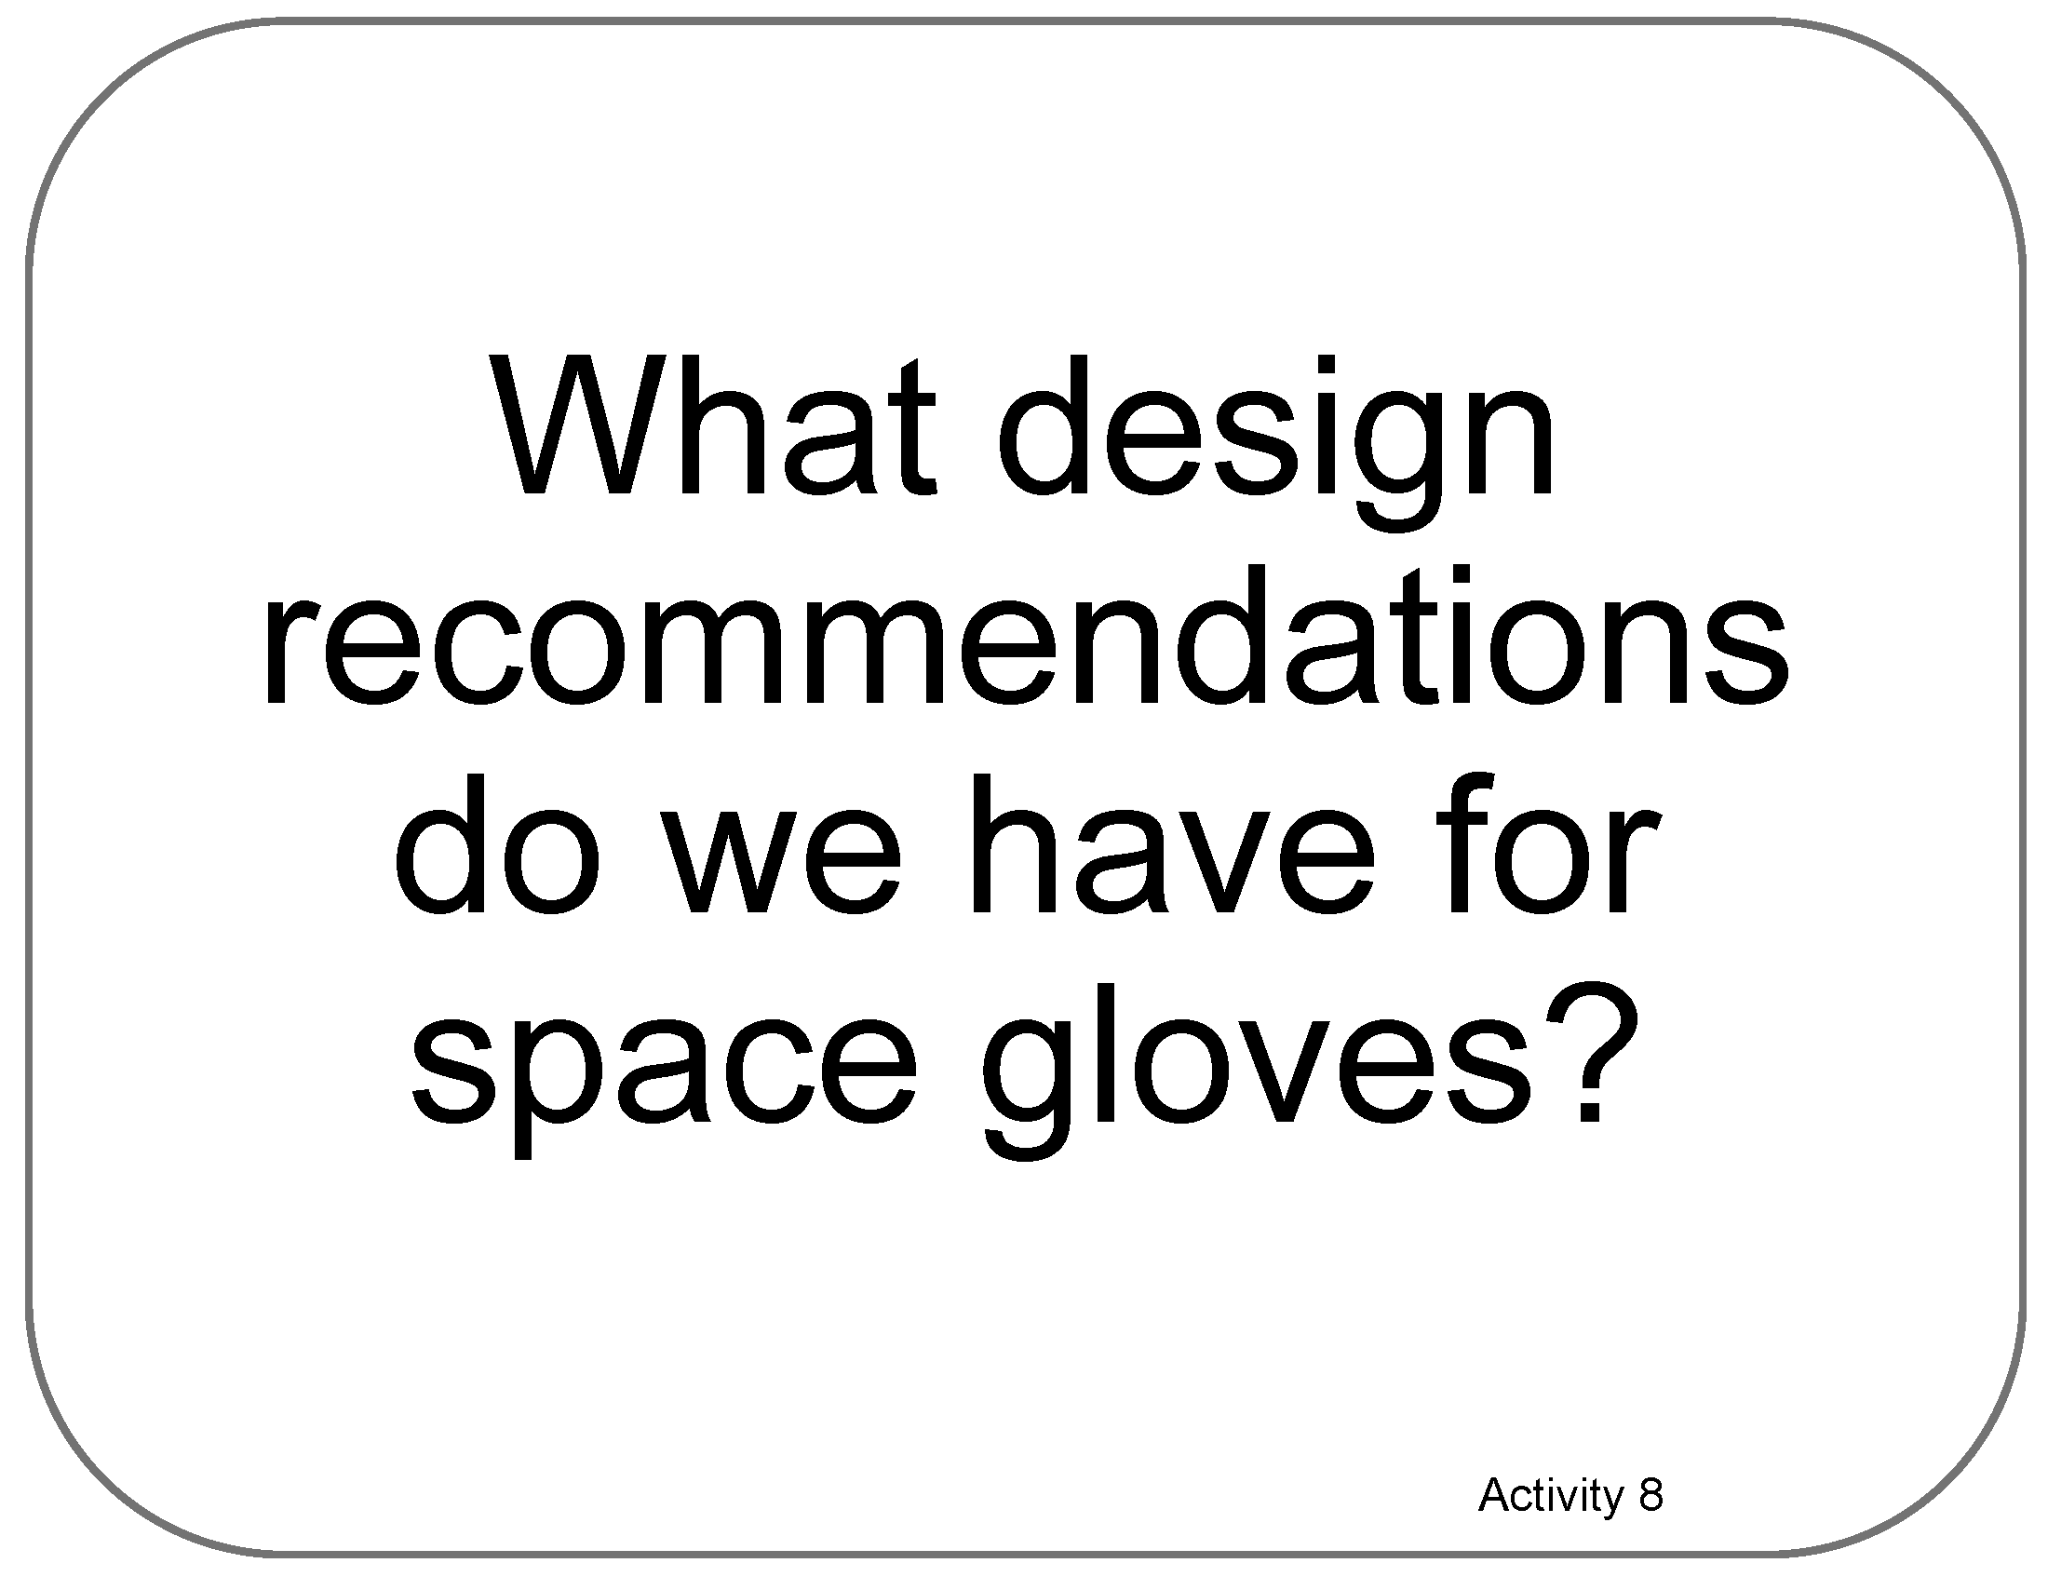 What design
recommendations
do we have for
space gloves?
Activity 8